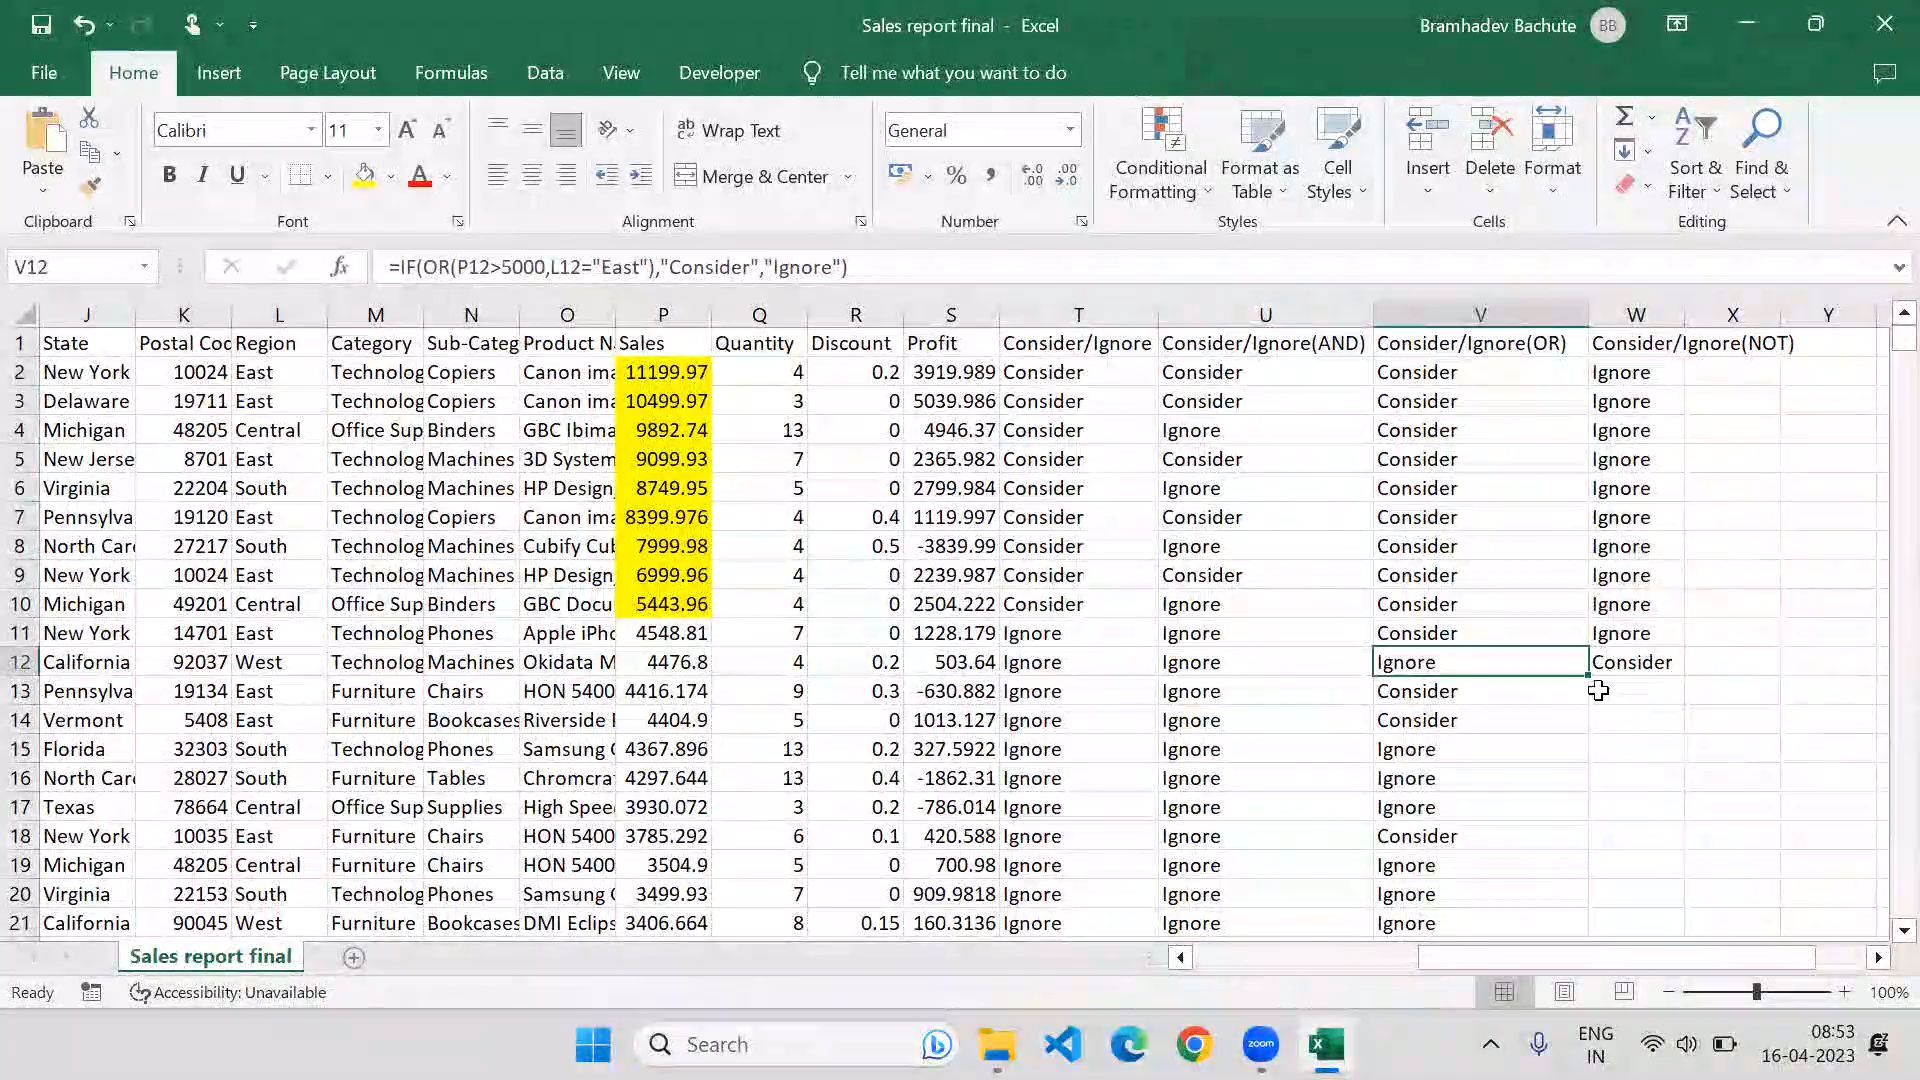 Sales report final - Excel
Bramhadev Bachute BB
File Home Insert Page Layout Formulas Data View Developer Tell me what you want to do
Calibri 11 ab Wrap Text General
Paste B I U A Merge & Center % , Conditional Formatting Format as Table Cell Styles Insert Delete Format Sort & Filter Find & Select
Clipboard Font Alignment Number Styles Cells Editing
V12 fx =IF(OR(P12>5000,L12="East"),"Consider","Ignore")
J K L M N O P Q R S T U V W X Y
1 State Postal Coc Region Category Sub-Categ Product N Sales Quantity Discount Profit Consider/Ignore Consider/Ignore(AND) Consider/Ignore(OR) Consider/Ignore(NOT)
2 New York 10024 East Technolog Copiers Canon ima 11199.97 4 0.2 3919.989 Consider Consider Consider Ignore
3 Delaware 19711 East Technolog Copiers Canon ima 10499.97 3 0 5039.986 Consider Consider Consider Ignore
4 Michigan 48205 Central Office Sup Binders GBC Ibima 9892.74 13 0 4946.37 Consider Ignore Consider Ignore
5 New Jerse 8701 East Technolog Machines 3D System 9099.93 7 0 2365.982 Consider Consider Consider Ignore
6 Virginia 22204 South Technolog Machines HP Design 8749.95 5 0 2799.984 Consider Ignore Consider Ignore
7 Pennsylva 19120 East Technolog Copiers Canon ima 8399.976 4 0.4 1119.997 Consider Consider Consider Ignore
8 North Car 27217 South Technolog Machines Cubify Cub 7999.98 4 0.5 -3839.99 Consider Ignore Consider Ignore
9 New York 10024 East Technolog Machines HP Design 6999.96 4 0 2239.987 Consider Consider Consider Ignore
10 Michigan 49201 Central Office Sup Binders GBC Docu 5443.96 4 0 2504.222 Consider Ignore Consider Ignore
11 New York 14701 East Technolog Phones Apple iPho 4548.81 7 0 1228.179 Ignore Ignore Consider Ignore
12 California 92037 West Technolog Machines Okidata M 4476.8 4 0.2 503.64 Ignore Ignore Ignore Consider
13 Pennsylva 19134 East Furniture Chairs HON 5400 4416.174 9 0.3 -630.882 Ignore Ignore Consider
14 Vermont 5408 East Furniture Bookcases Riverside 4404.9 5 0 1013.127 Ignore Ignore Consider
15 Florida 32303 South Technolog Phones Samsung 4367.896 13 0.2 327.5922 Ignore Ignore Ignore
16 North Car 28027 South Furniture Tables Chromcra 4297.644 13 0.4 -1862.31 Ignore Ignore Ignore
17 Texas 78664 Central Office Sup Supplies High Spee 3930.072 3 0.2 -786.014 Ignore Ignore Ignore
18 New York 10035 East Furniture Chairs HON 5400 3785.292 6 0.1 420.588 Ignore Ignore Consider
19 Michigan 48205 Central Furniture Chairs HON 5400 3504.9 5 0 700.98 Ignore Ignore Ignore
20 Virginia 22153 South Technolog Phones Samsung 3499.93 7 0 909.9818 Ignore Ignore Ignore
21 California 90045 West Furniture Bookcases DMI Eclips 3406.664 8 0.15 160.3136 Ignore Ignore Ignore
Sales report final
Ready Accessibility: Unavailable 100%
Search zoom ENG IN 08:53 16-04-2023